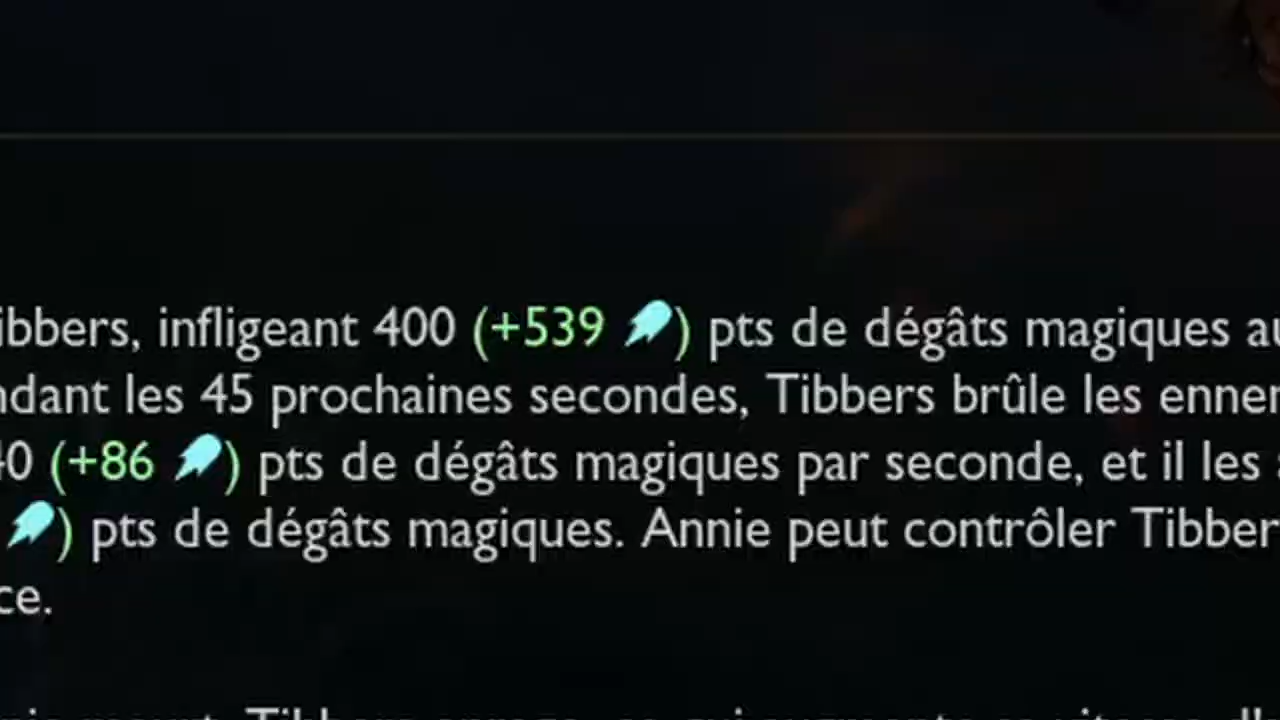 ibbers, infligeant 400 (+539 ) pts de dégâts magiques au
ndant les 45 prochaines secondes, Tibbers brûle les ennem
40 (+86 ) pts de dégâts magiques par seconde, et il les
) pts de dégâts magiques. Annie peut contrôler Tibber
ce.